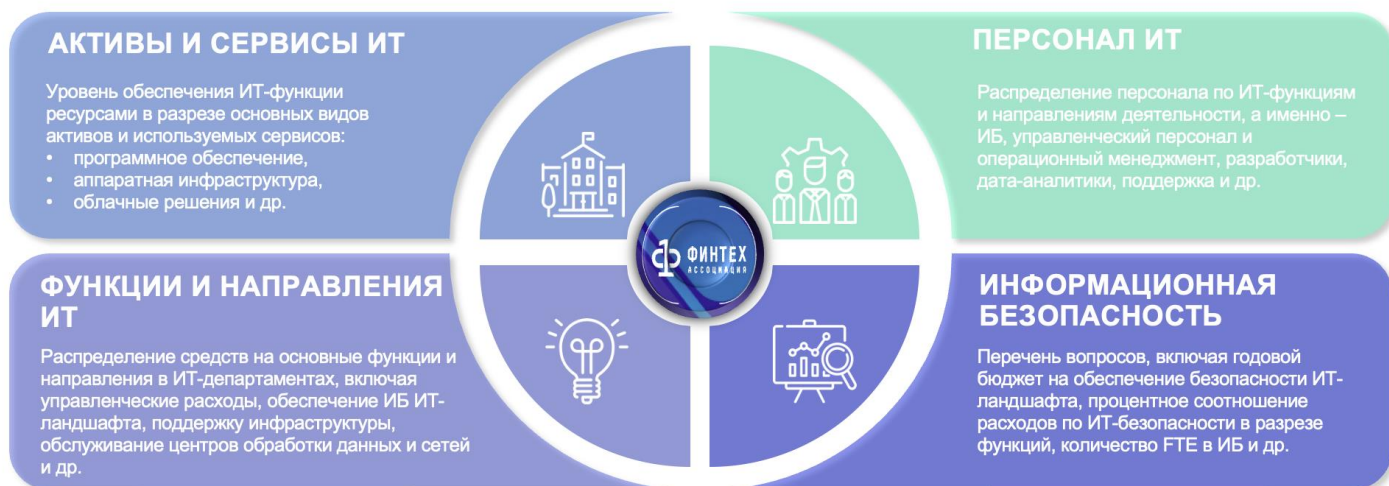 АКТИВЫ И СЕРВИСЫ ИТ
Уровень обеспечения ИТ-функции
ресурсами в разрезе основных видов
активов и используемых сервисов:
• программное обеспечение,
• аппаратная инфраструктура,
• облачные решения и др.
ПЕРСОНАЛ ИТ
Распределение персонала по ИТ-функциям
и направлениям деятельности, а именно –
ИБ, управленческий персонал и
операционный менеджмент, разработчики,
дата-аналитики, поддержка и др.
ФИНТЕХ
АССОЦИАЦИЯ
ФУНКЦИИ И НАПРАВЛЕНИЯ
ИТ
Распределение средств на основные функции и
направления в ИТ-департаментах, включая
управленческие расходы, обеспечение ИБ ИТ-
ландшафта, поддержку инфраструктуры,
обслуживание центров обработки данных и сетей
и др.
ИНФОРМАЦИОННАЯ
БЕЗОПАСНОСТЬ
Перечень вопросов, включая годовой
бюджет на обеспечение безопасности ИТ-
ландшафта, процентное соотношение
расходов по ИТ-безопасности в разрезе
функций, количество FTE в ИБ и др.